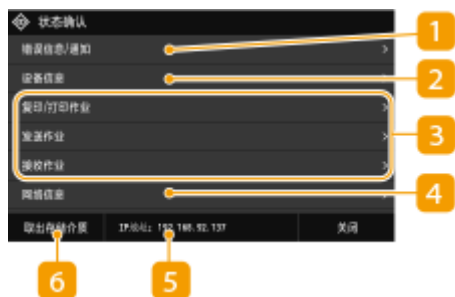 状态确认
错误信息/通知
设备信息
复印/打印作业
发送作业
接收作业
网络信息
取出存储介质
IP地址: 192.168.92.137
关闭
1
2
3
4
5
6